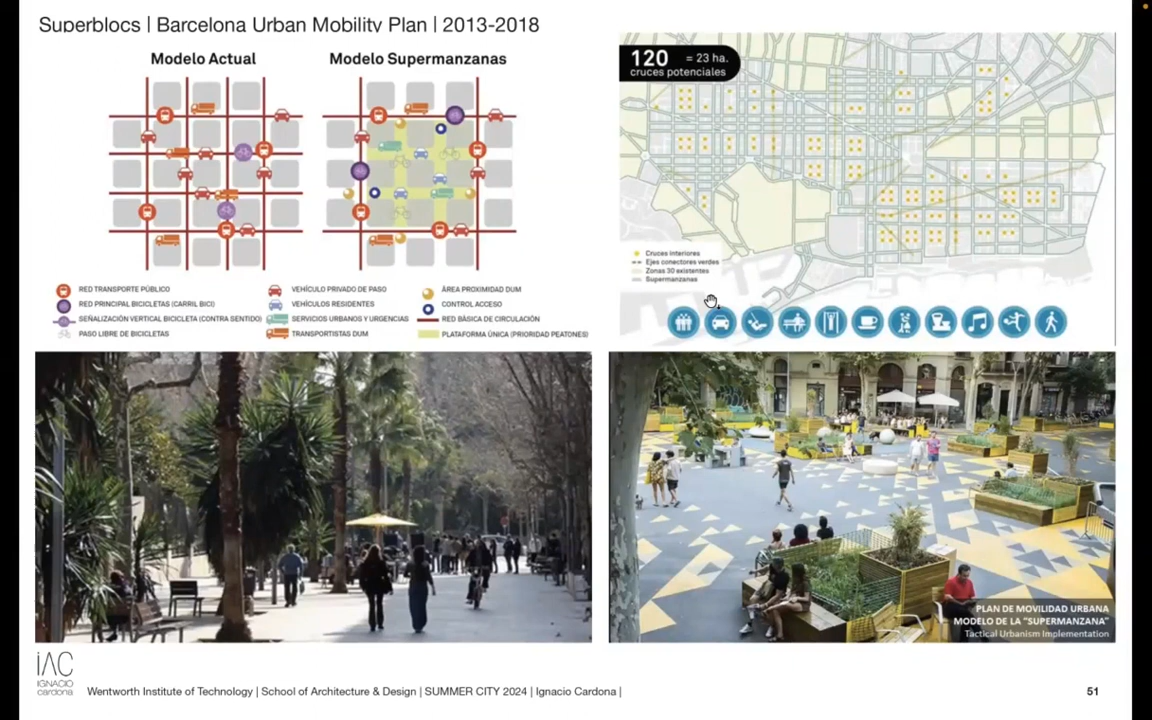 Superblocs | Barcelona Urban Mobility Plan | 2013-2018
Modelo Actual
Modelo Supermanzanas
RED TRANSPORTE PÚBLICO
RED PRINCIPAL BICICLETAS (CARRIL BICI)
SEÑALIZACIÓN VERTICAL BICICLETA (CONTRA SENTIDO)
PASO LIBRE DE BICICLETAS
VEHÍCULO PRIVADO DE PASO
VEHÍCULOS RESIDENTES
SERVICIOS URBANOS Y URGENCIAS
TRANSPORTISTAS DUM
ÁREA PROXIMIDAD DUM
CONTROL ACCESO
RED BÁSICA DE CIRCULACIÓN
PLATAFORMA ÚNICA (PRIORIDAD PEATONES)
120 = 23 ha.
cruces potenciales
Cruces interiores
Ejes conectores verdes
Zonas 30 existentes
Supermanzanas
PLAN DE MOVILIDAD URBANA
MODELO DE LA "SUPERMANZANA"
Tactical Urbanism Implementation
iAC
IGNACIO
cardona
Wentworth Institute of Technology | School of Architecture & Design | SUMMER CITY 2024 | Ignacio Cardona |
51